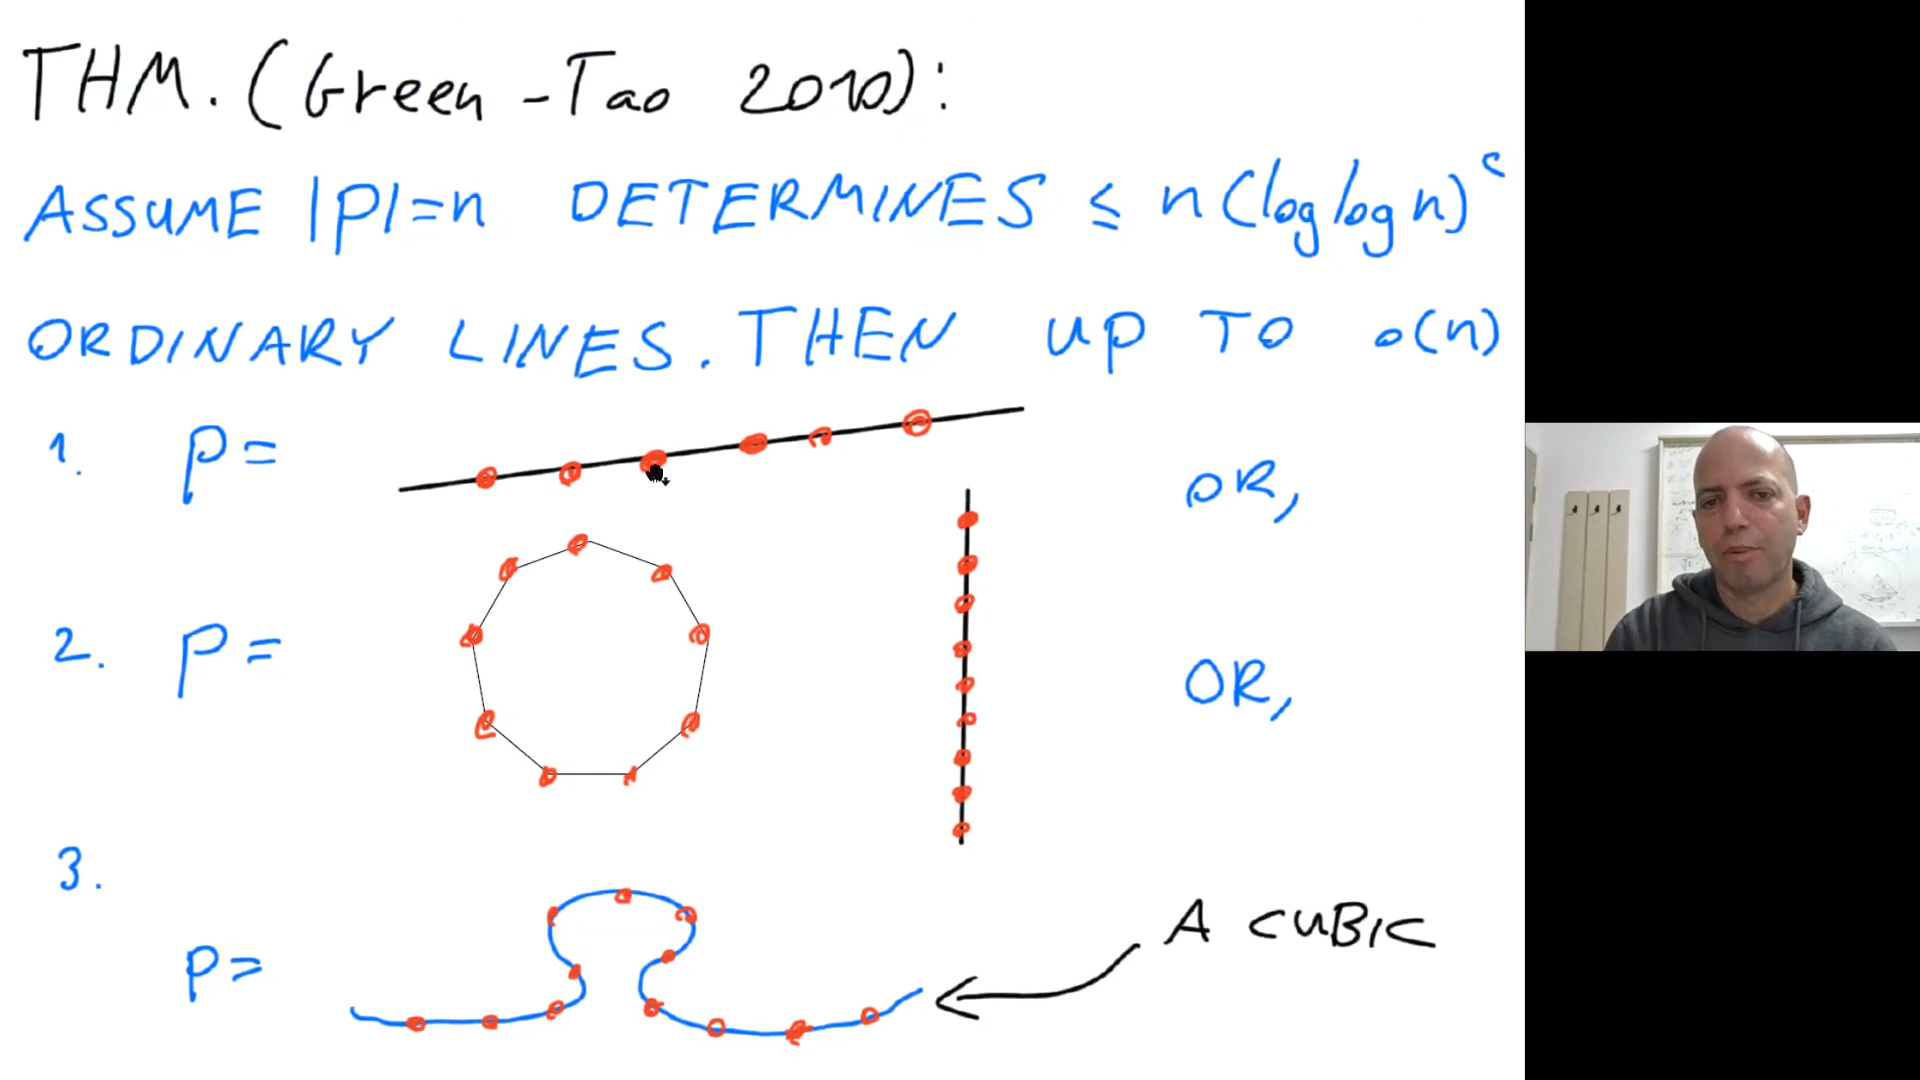 THM. (Green-Tao 2010):
ASSUME |P|=n DETERMINES ≤ n(log log n)^c
ORDINARY LINES. THEN UP TO o(n)
1. P= OR,
2. P= OR,
3.
P= A CUBIC